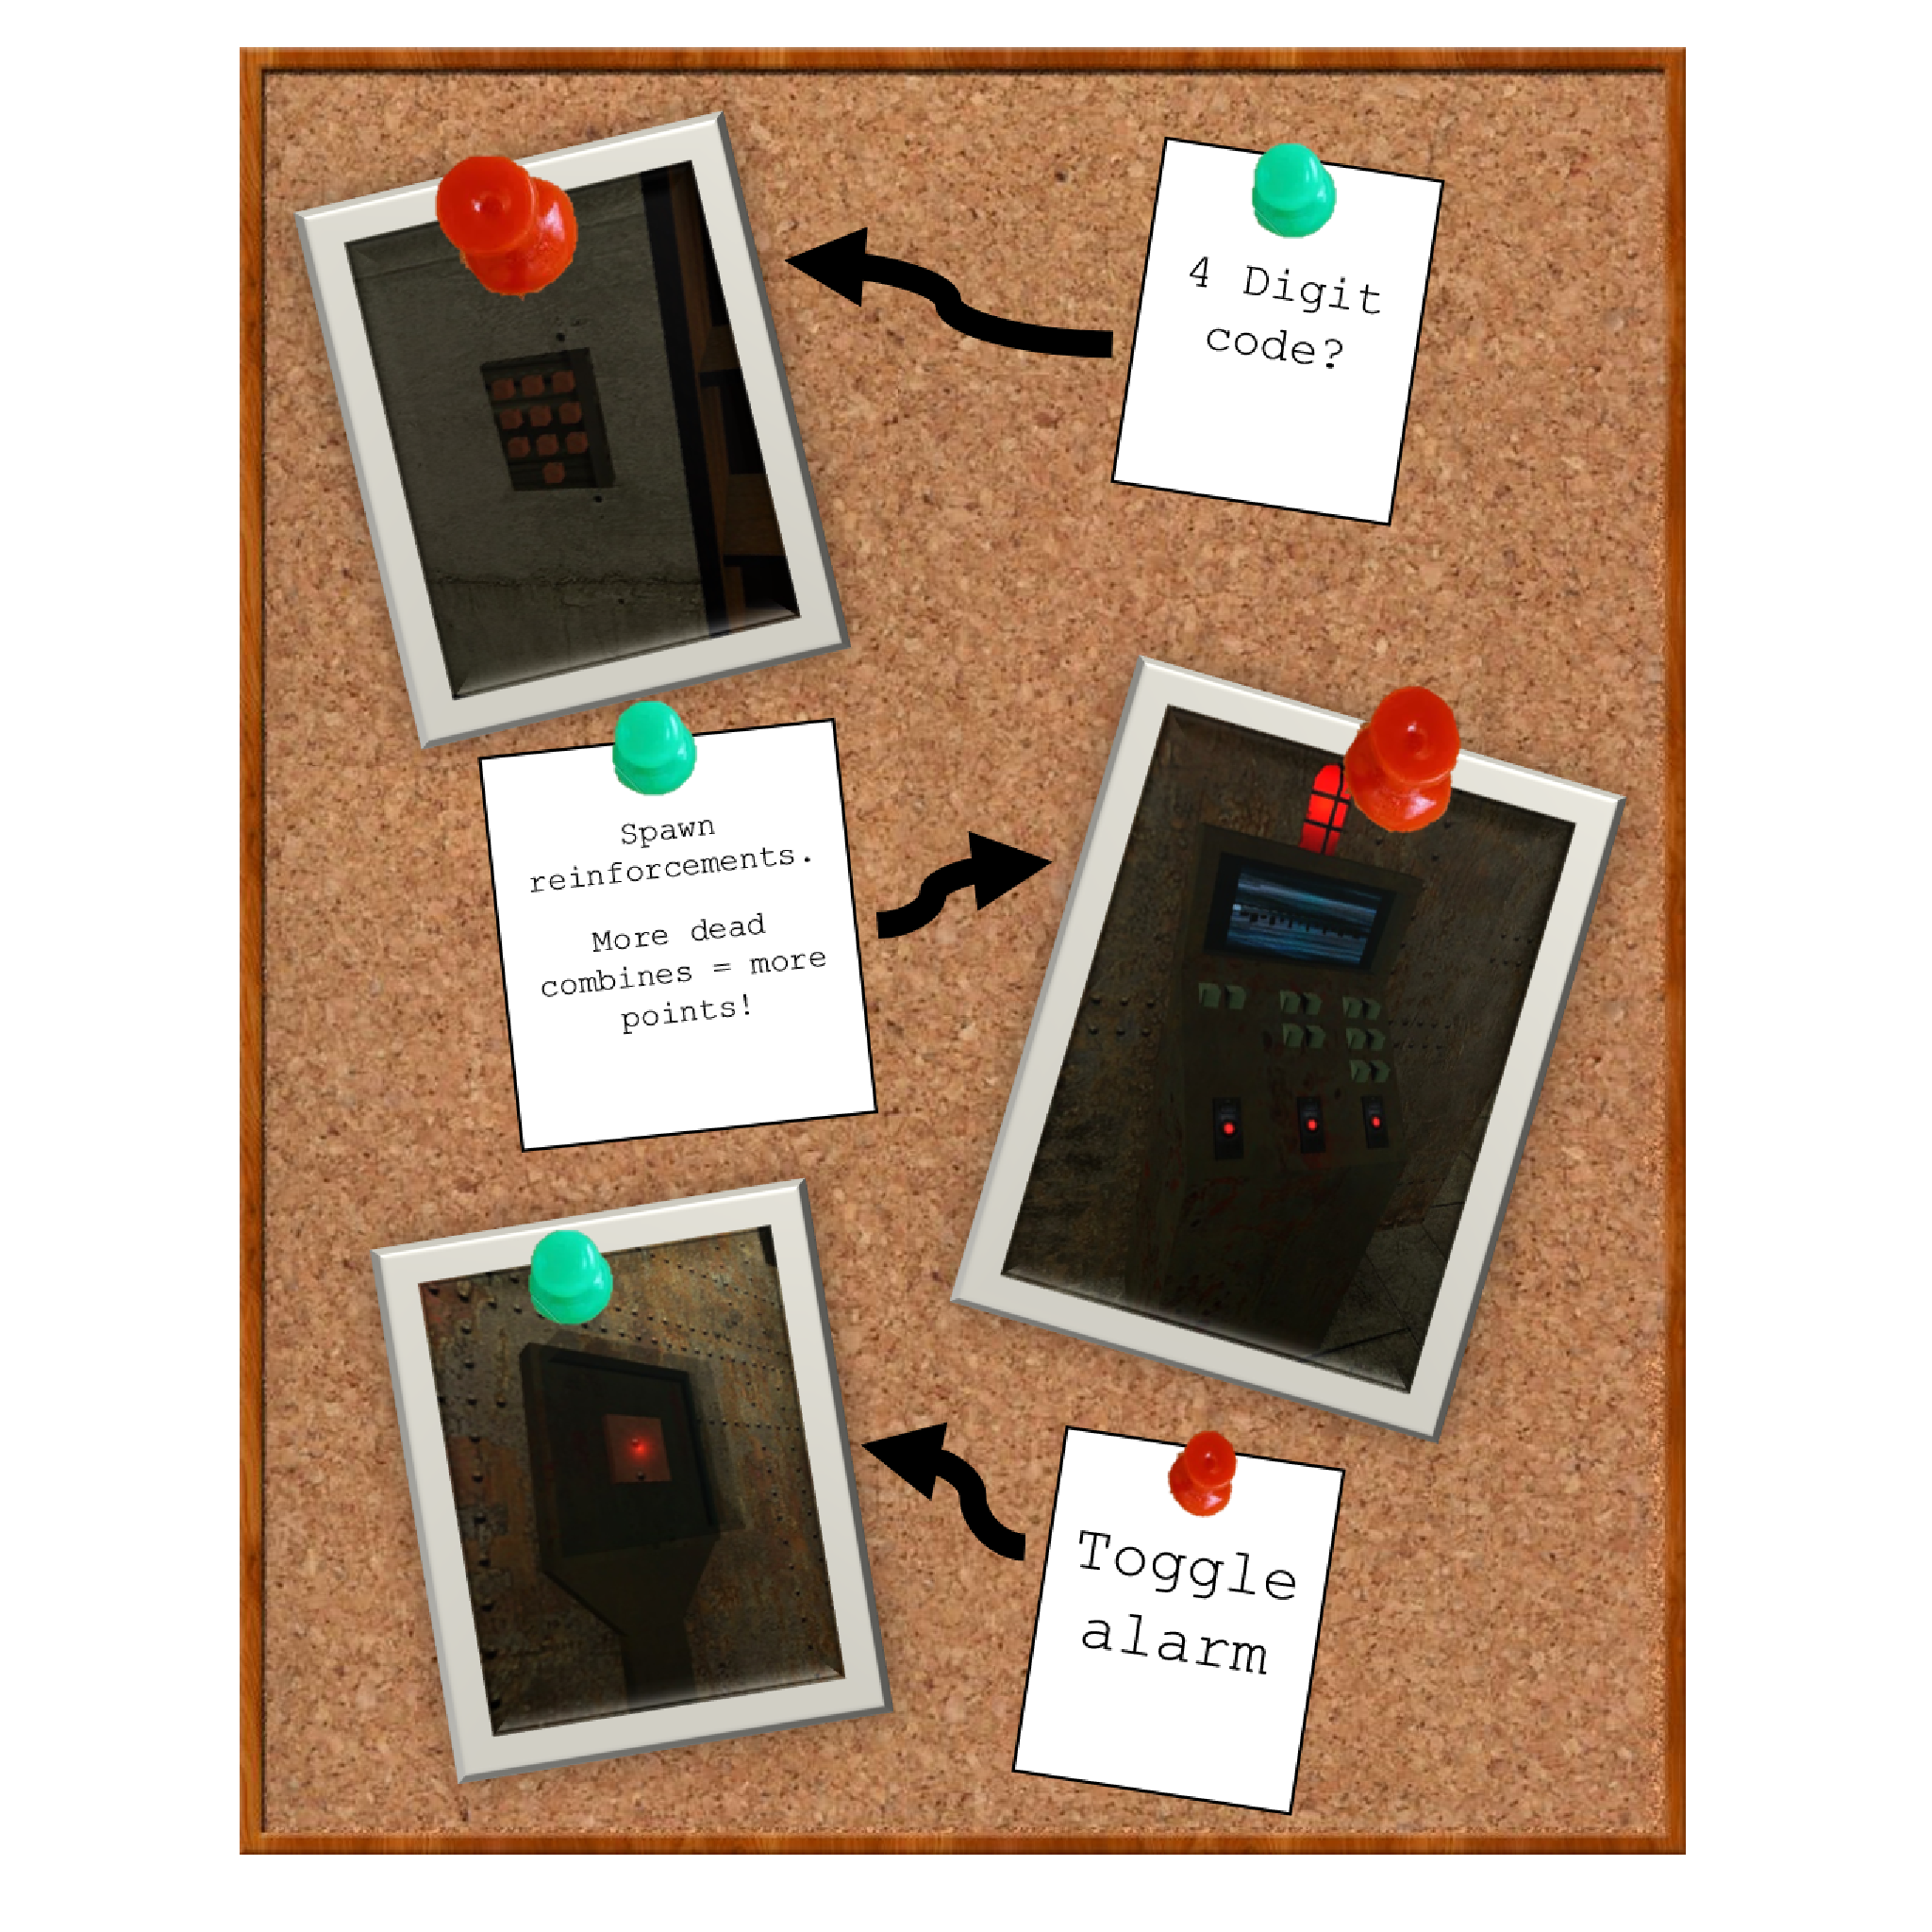 4 Digit
code?
Spawn
reinforcements.
More dead
combines = more
points!
Toggle
alarm